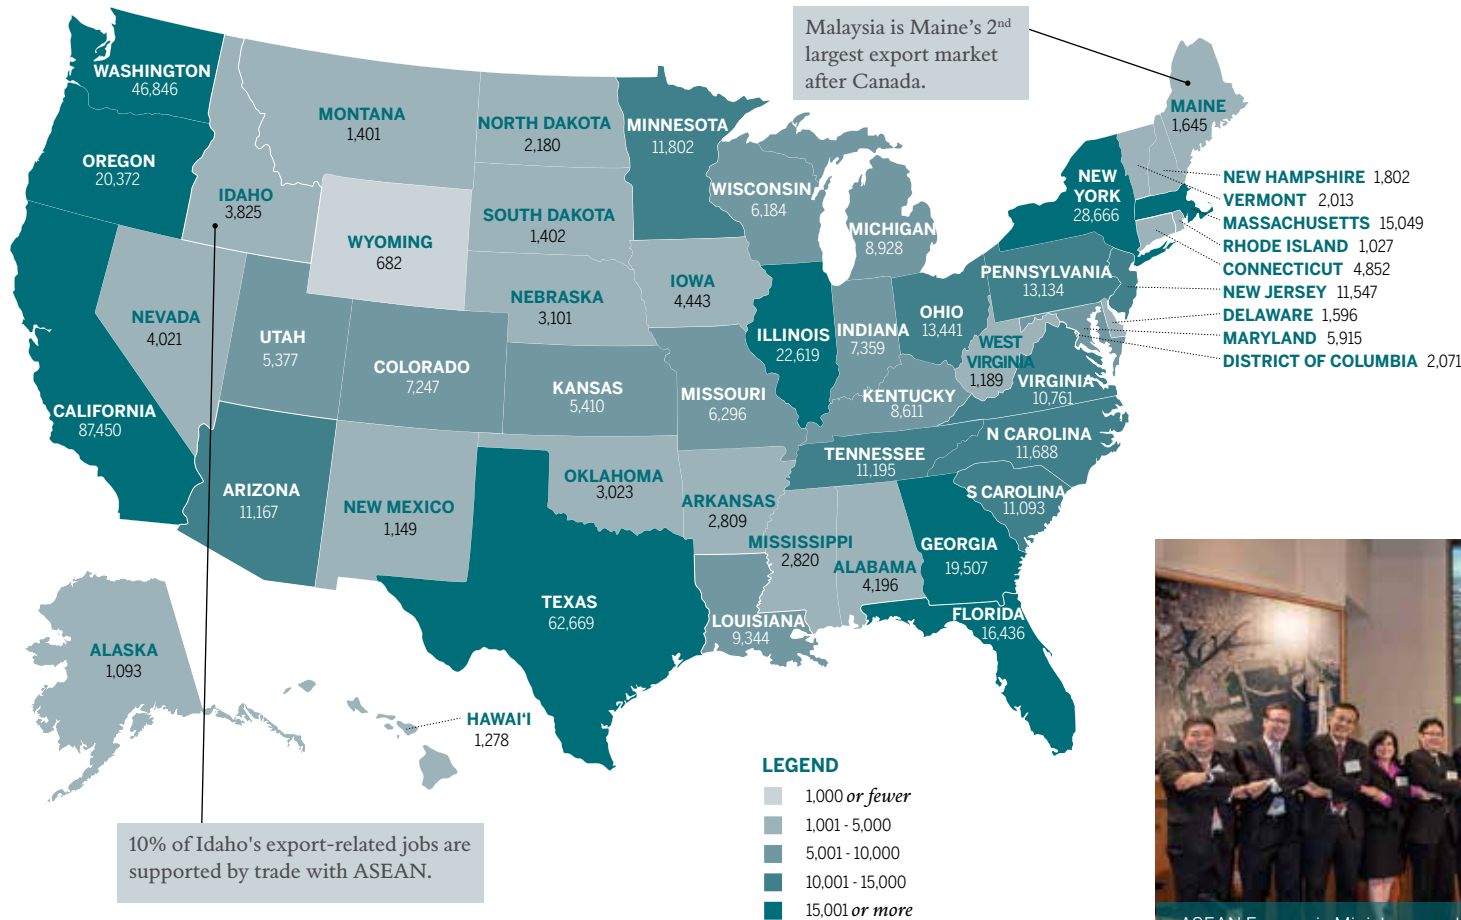 Malaysia is Maine's 2nd
largest export market
after Canada.
WASHINGTON
46,846
OREGON
20,372
CALIFORNIA
87,450
IDAHO
3,825
NEVADA
4,021
MONTANA
1,401
WYOMING
682
UTAH
5,377
ARIZONA
11,167
COLORADO
7,247
NEW MEXICO
1,149
NORTH DAKOTA
2,180
SOUTH DAKOTA
1,402
NEBRASKA
3,101
KANSAS
5,410
OKLAHOMA
3,023
TEXAS
62,669
MINNESOTA
11,802
IOWA
4,443
MISSOURI
6,296
ARKANSAS
2,809
LOUISIANA
9,344
WISCONSIN
6,184
ILLINOIS
22,619
MICHIGAN
8,928
INDIANA
7,359
OHIO
13,441
KENTUCKY
8,611
TENNESSEE
11,195
MISSISSIPPI
2,820
ALABAMA
4,196
GEORGIA
19,507
FLORIDA
16,436
S CAROLINA
11,093
N CAROLINA
11,688
VIRGINIA
10,761
WEST
VIRGINIA
1,189
PENNSYLVANIA
13,134
NEW
YORK
28,666
MAINE
1,645
NEW HAMPSHIRE 1,802
VERMONT 2,013
MASSACHUSETTS 15,049
RHODE ISLAND 1,027
CONNECTICUT 4,852
NEW JERSEY 11,547
DELAWARE 1,596
MARYLAND 5,915
DISTRICT OF COLUMBIA 2,071
ALASKA
1,093
HAWAI'I
1,278
10% of Idaho's export-related jobs are
supported by trade with ASEAN.
LEGEND
1,000 or fewer
1,001 - 5,000
5,001 - 10,000
10,001 - 15,000
15,001 or more